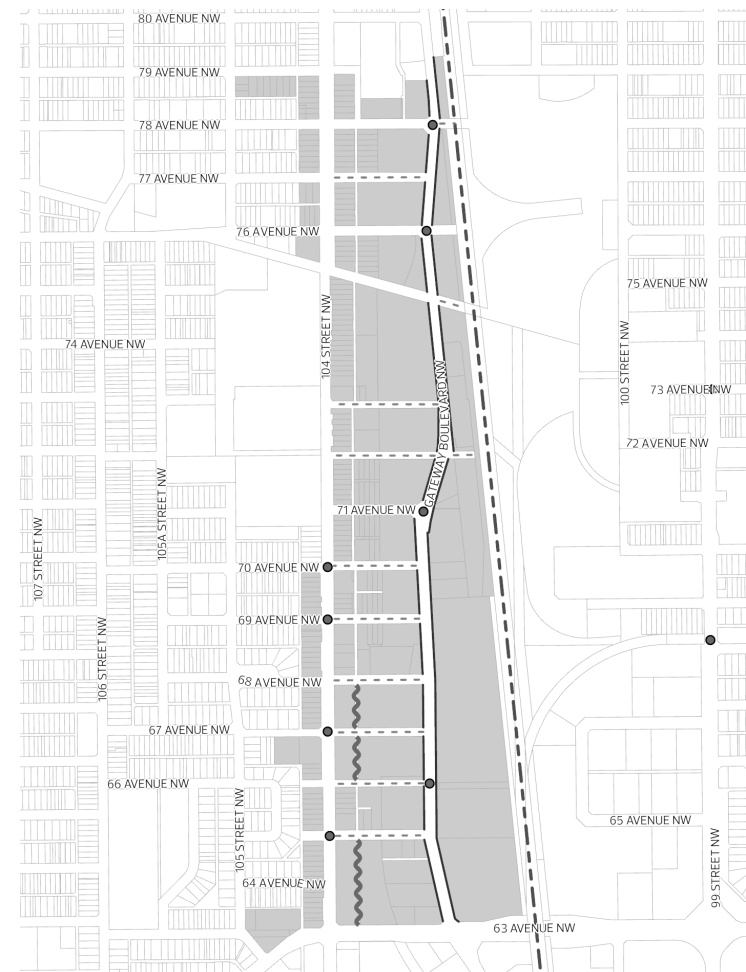 80 AVENUE NW
79 AVENUE NW
78 AVENUE NW
77 AVENUE NW
76 AVENUE NW
75 AVENUE NW
104 STREET NW
74 AVENUE NW
100 STREET NW
GATEWAY BOULEVARD NW
73 AVENUE NW
72 AVENUE NW
71 AVENUE NW
105A STREET NW
107 STREET NW
70 AVENUE NW
69 AVENUE NW
106 STREET NW
68 AVENUE NW
67 AVENUE NW
66 AVENUE NW
105 STREET NW
65 AVENUE NW
99 STREET NW
64 AVENUE NW
63 AVENUE NW